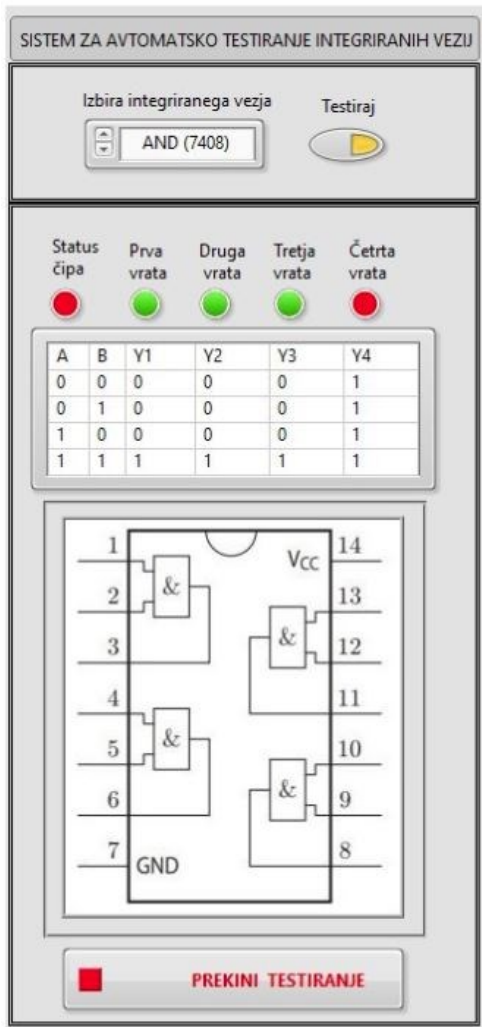 SISTEM ZA AVTOMATSKO TESTIRANJE INTEGRIRANIH VEZIJ
Izbira integriranega vezja
Testiraj
AND (7408)
Status čipa
Prva vrata
Druga vrata
Tretja vrata
Četrta vrata
A B Y1 Y2 Y3 Y4
0 0 0 0 0 1
0 1 0 0 0 1
1 0 0 0 0 1
1 1 1 1 1 1
1 VCC 14
2 & 13
3 & 12
4 11
5 & 10
6 & 9
7 GND 8
PREKINI TESTIRANJE